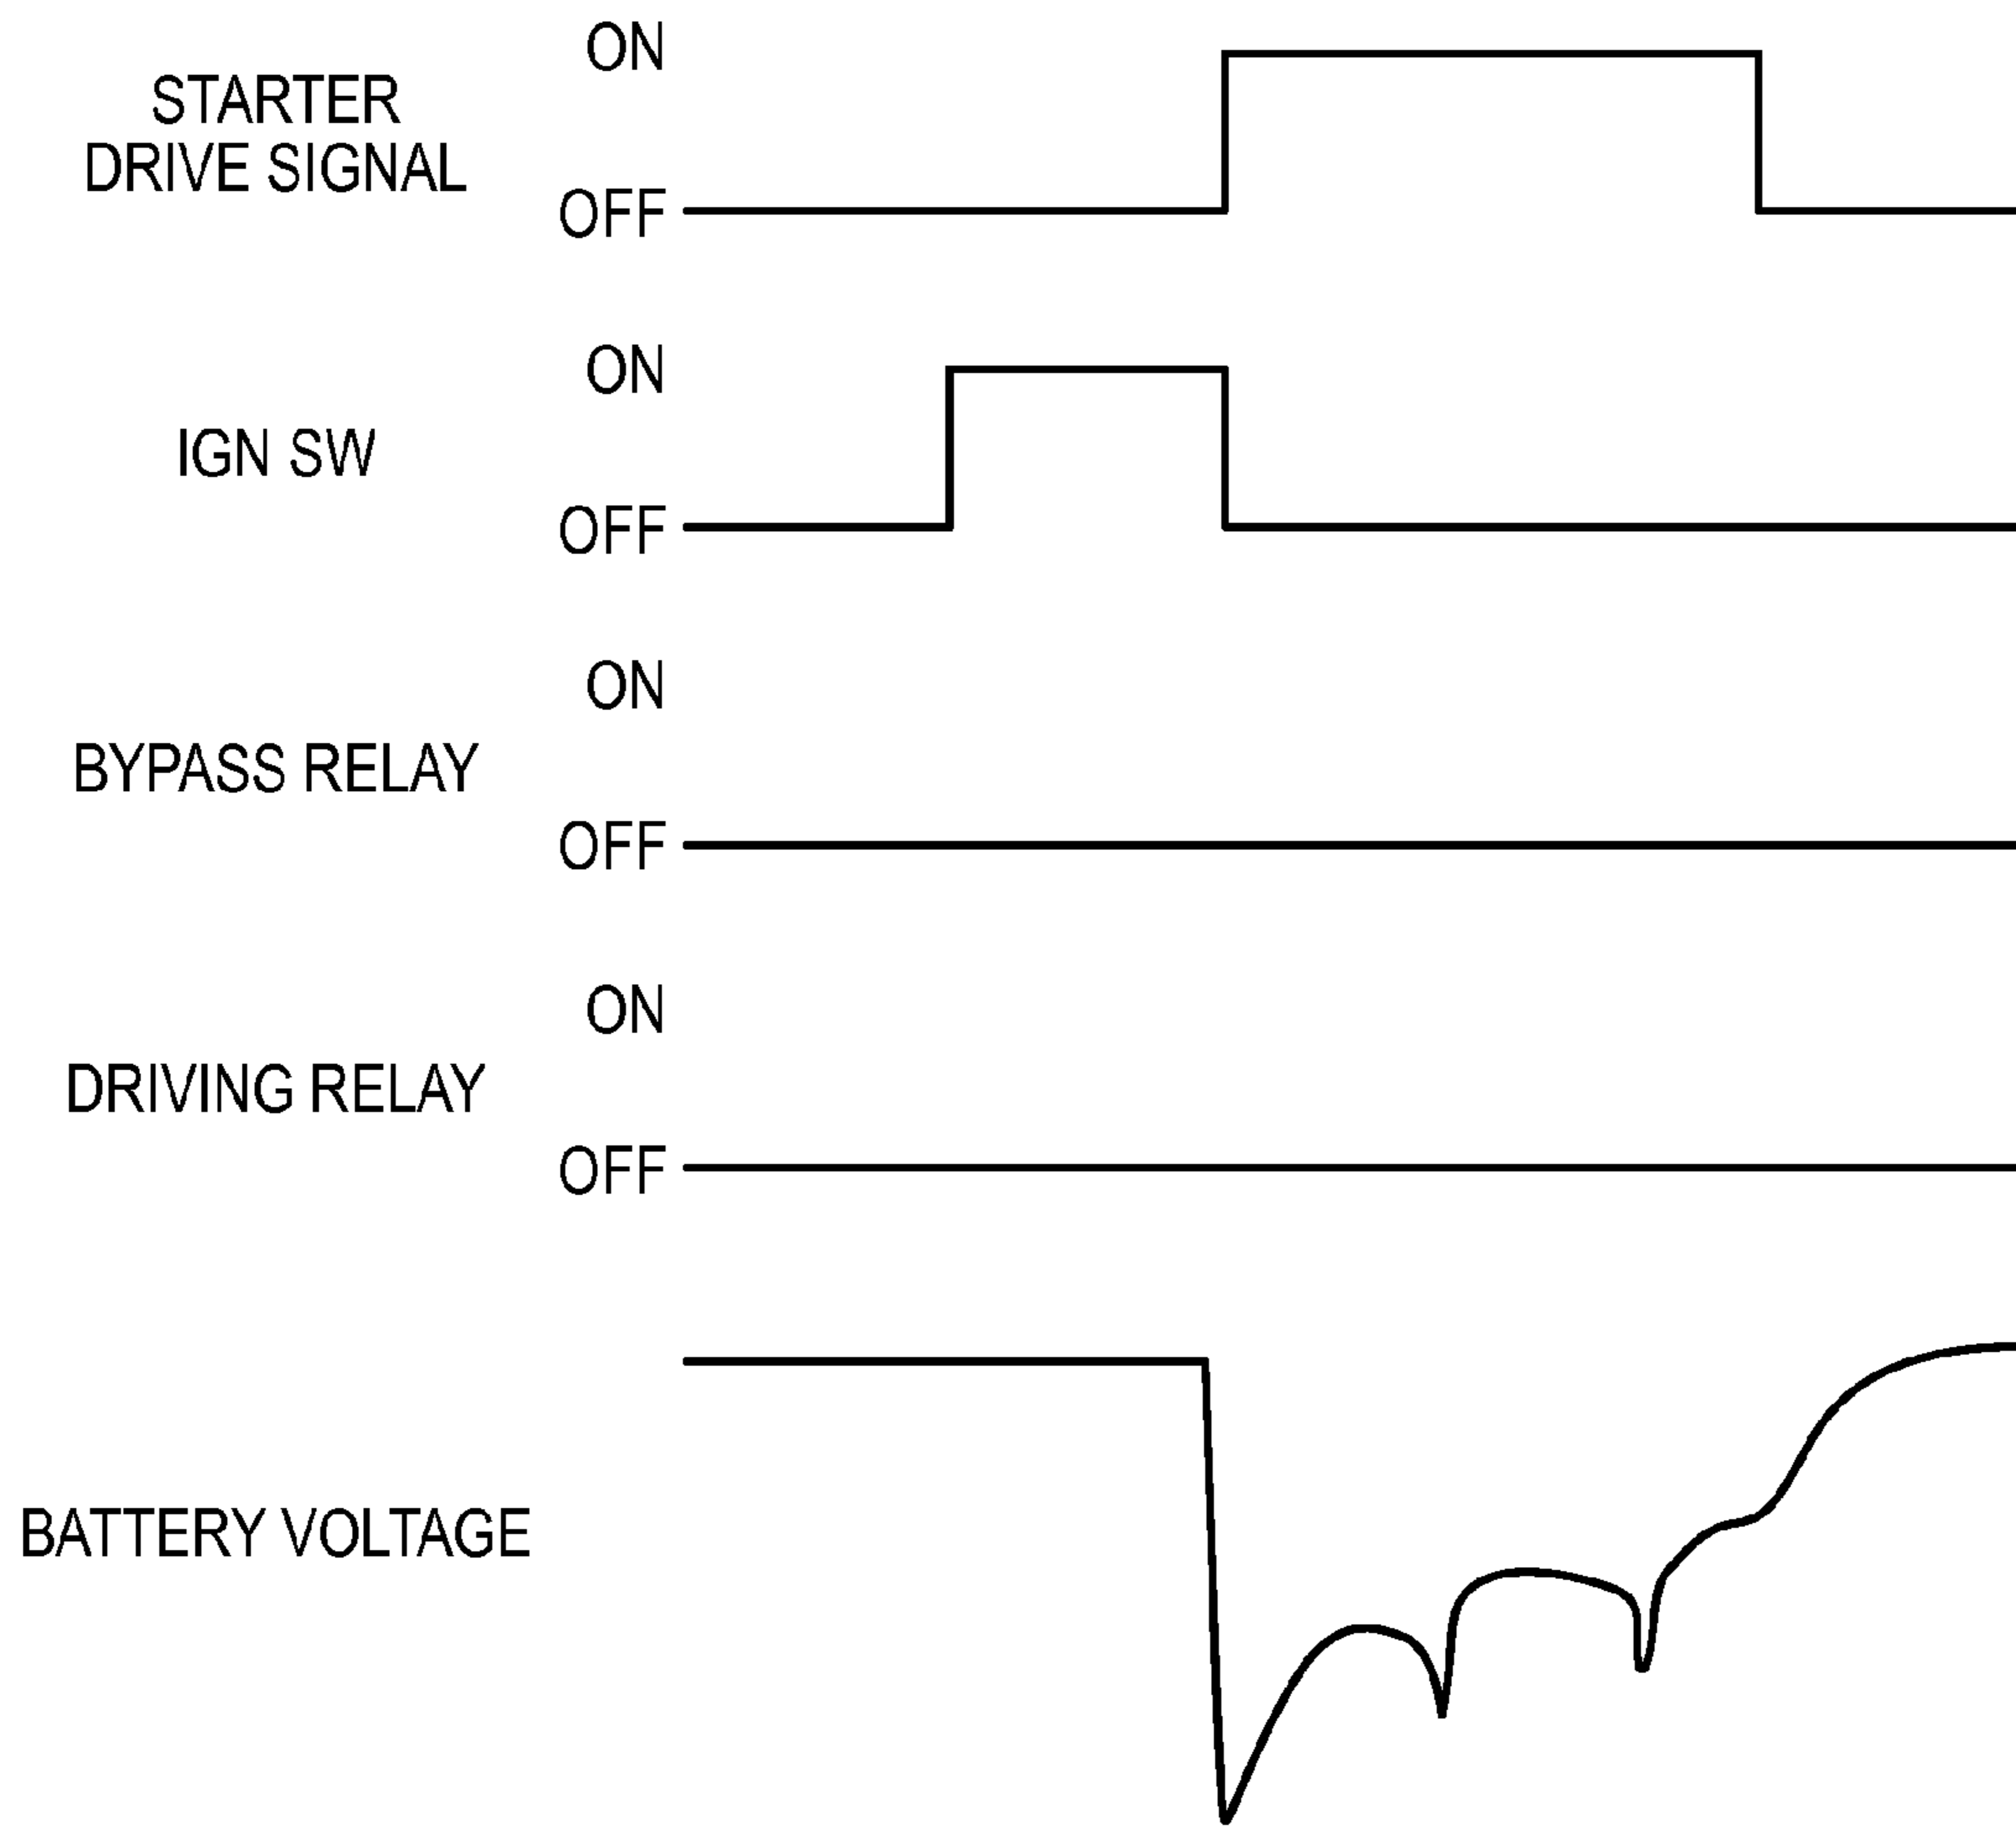 ON
STARTER
DRIVE SIGNAL
OFF
ON
IGN SW
OFF
ON
BYPASS RELAY
OFF
ON
DRIVING RELAY
OFF
BATTERY VOLTAGE